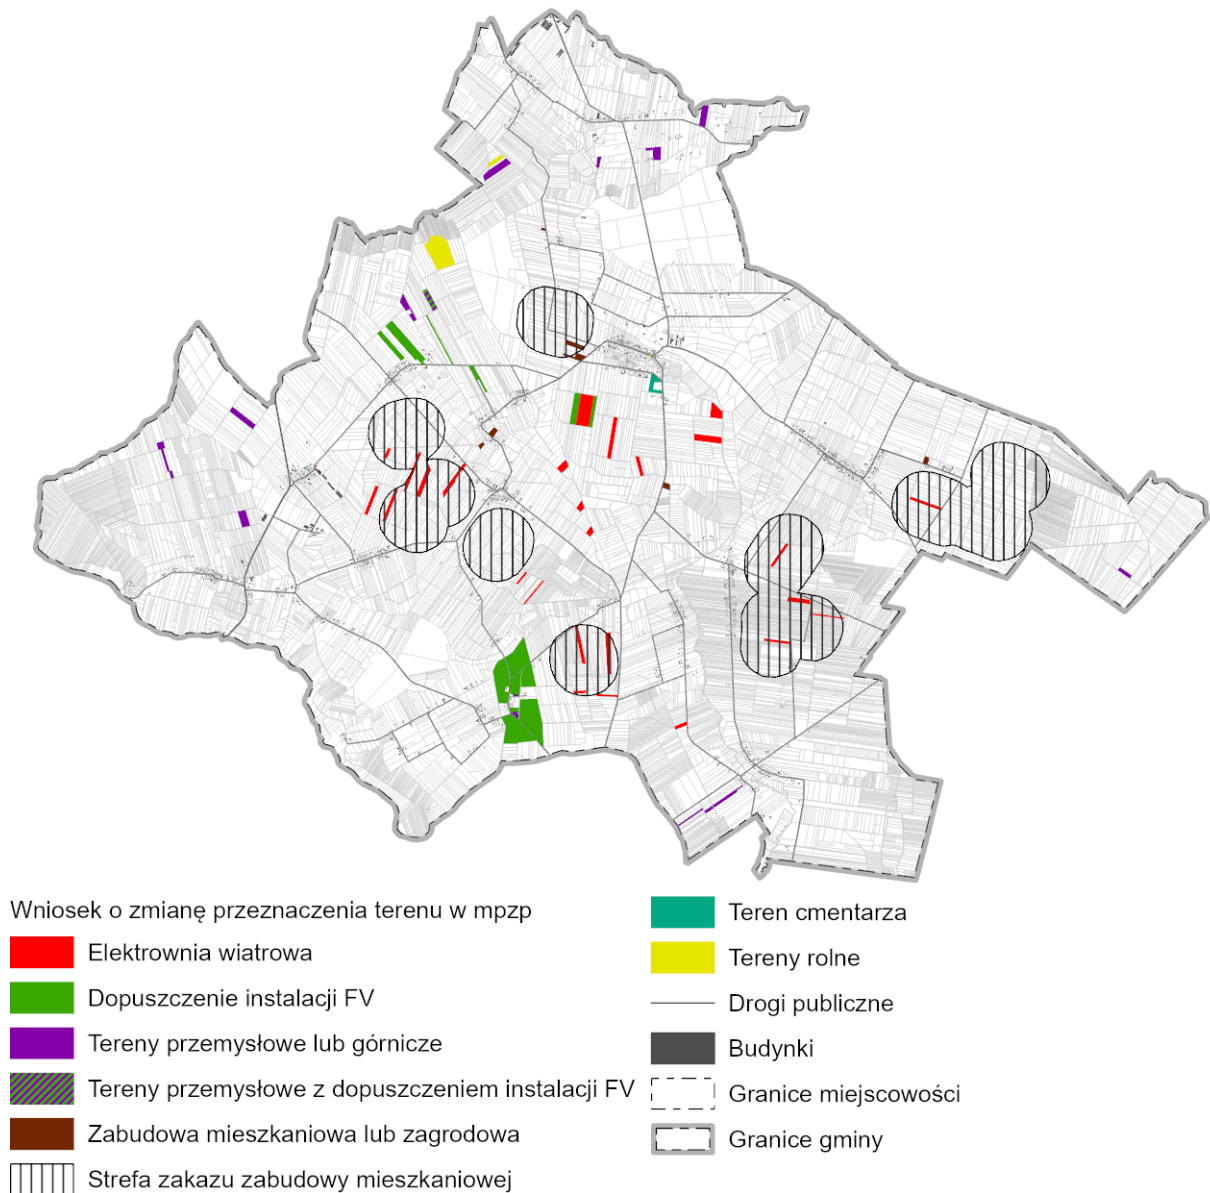 Wniosek o zmianę przeznaczenia terenu w mpzp
Elektrownia wiatrowa
Dopuszczenie instalacji FV
Tereny przemysłowe lub górnicze
Tereny przemysłowe z dopuszczeniem instalacji FV
Zabudowa mieszkaniowa lub zagrodowa
Strefa zakazu zabudowy mieszkaniowej
Teren cmentarza
Tereny rolne
Drogi publiczne
Budynki
Granice miejscowości
Granice gminy